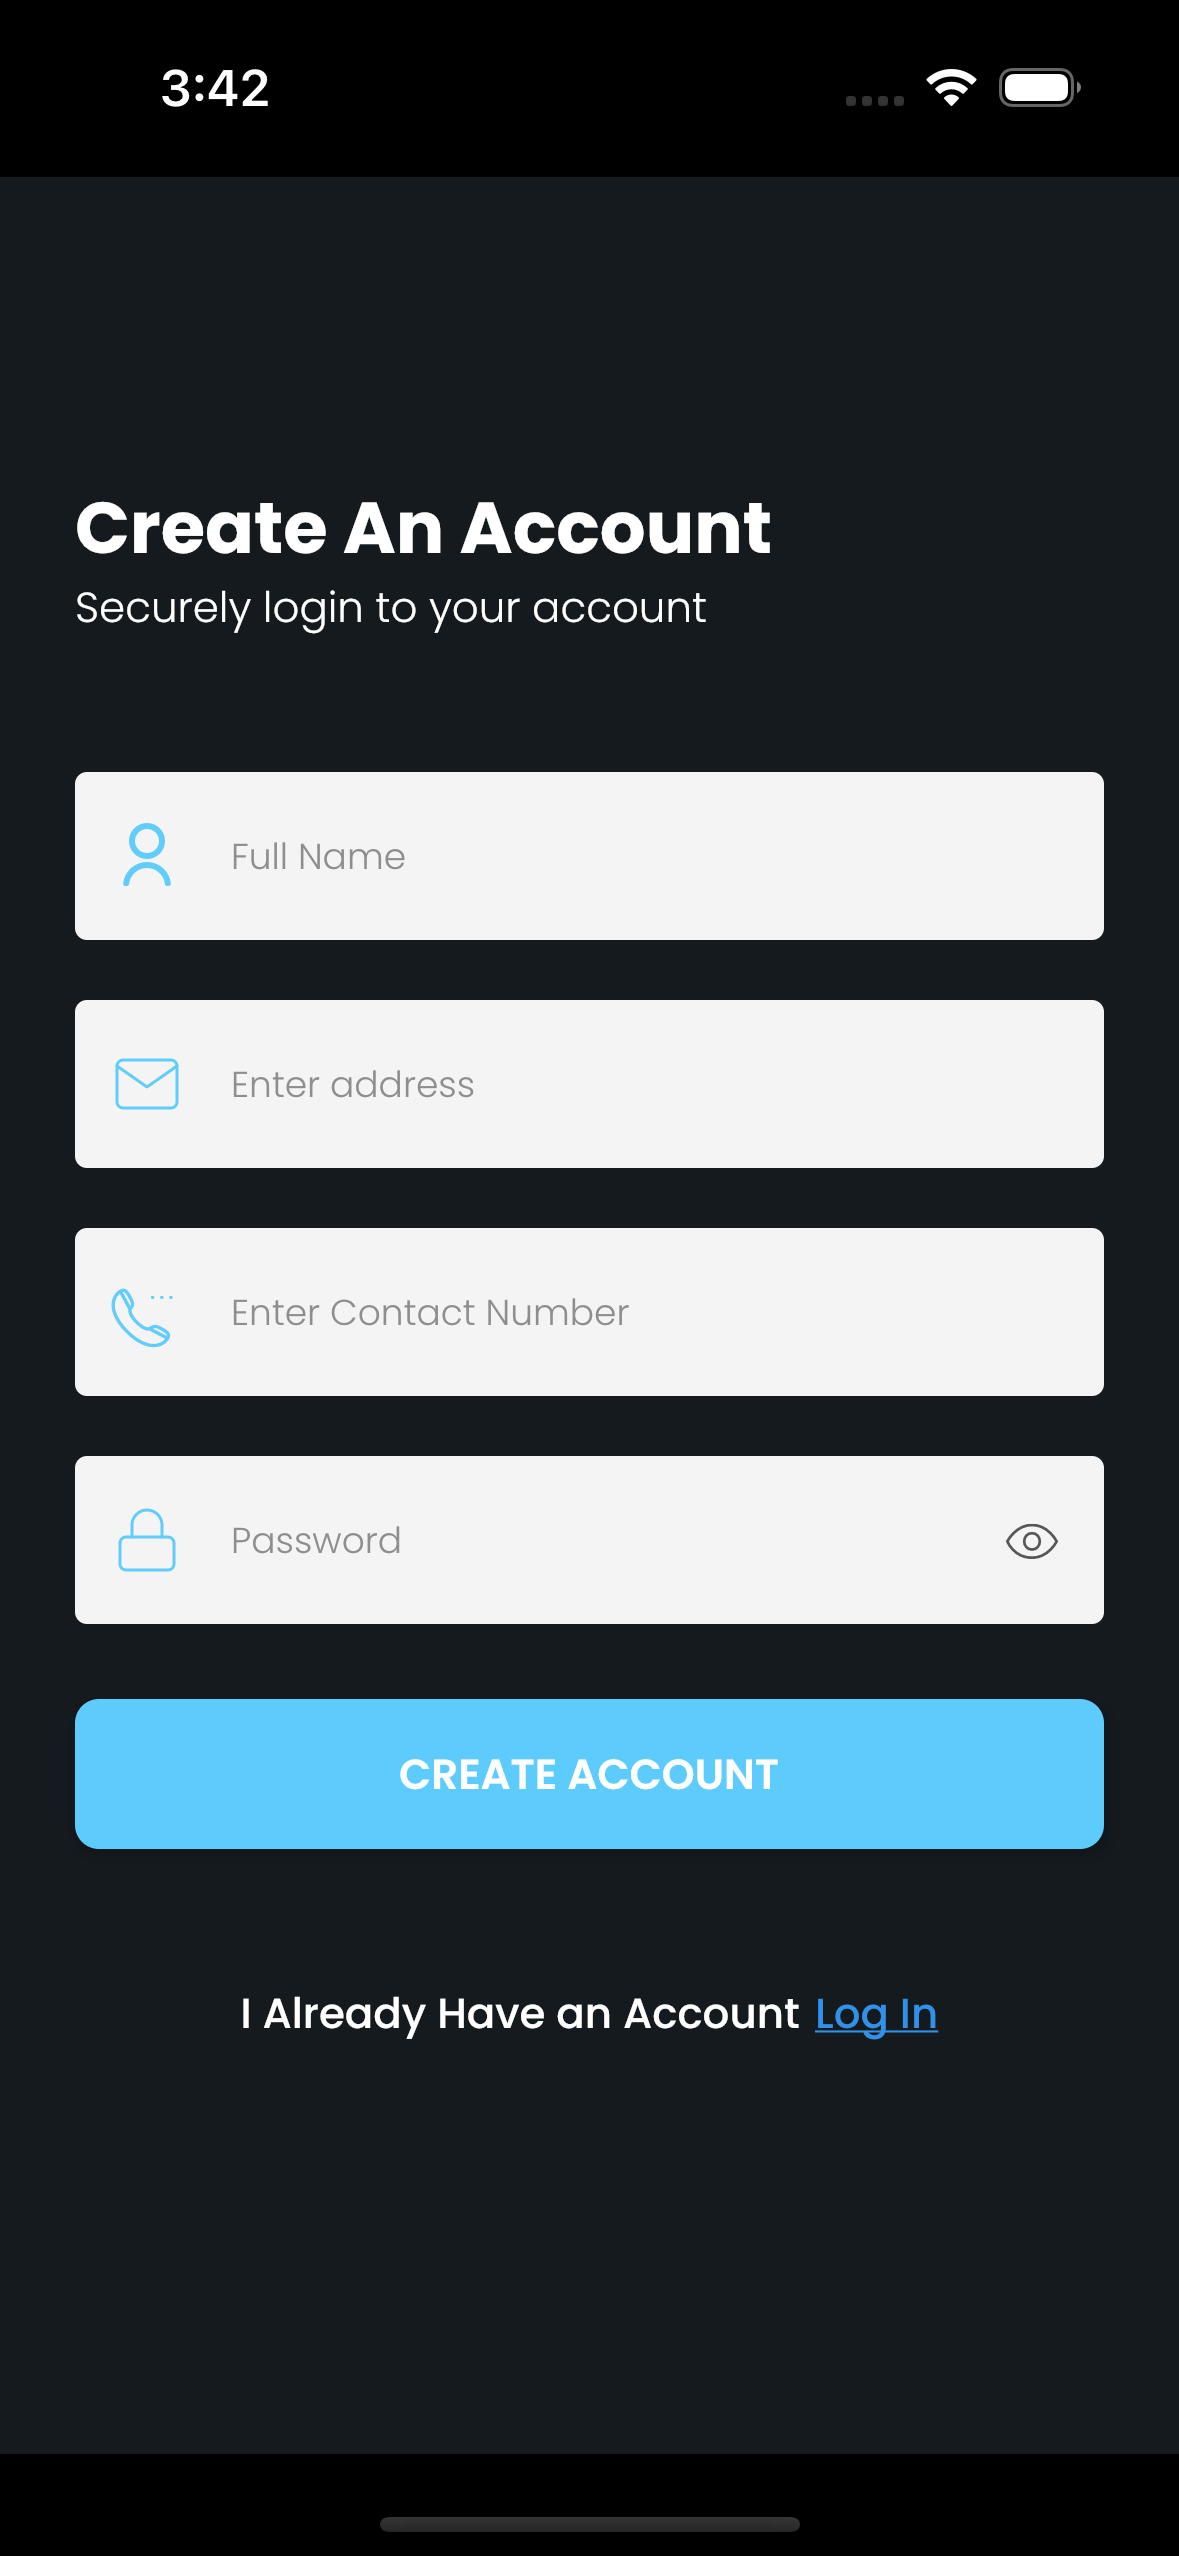 3:42
Create An Account
Securely login to your account
Full Name
Enter address
Enter Contact Number
Password
CREATE ACCOUNT
I Already Have an Account Log In